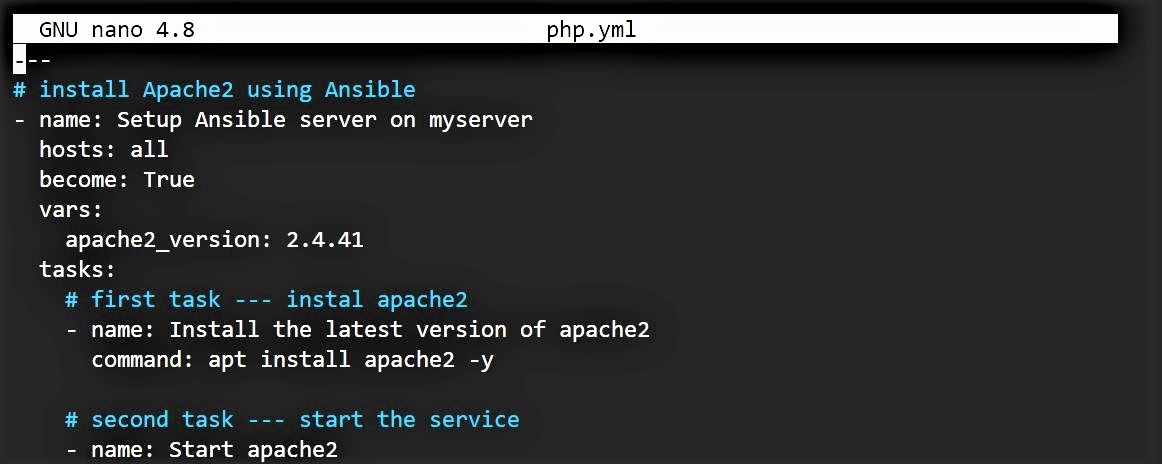 GNU nano 4.8 php.yml
---
# install Apache2 using Ansible
- name: Setup Ansible server on myserver
  hosts: all
  become: True
  vars:
    apache2_version: 2.4.41
  tasks:
    # first task --- instal apache2
    - name: Install the latest version of apache2
      command: apt install apache2 -y

    # second task --- start the service
    - name: Start apache2